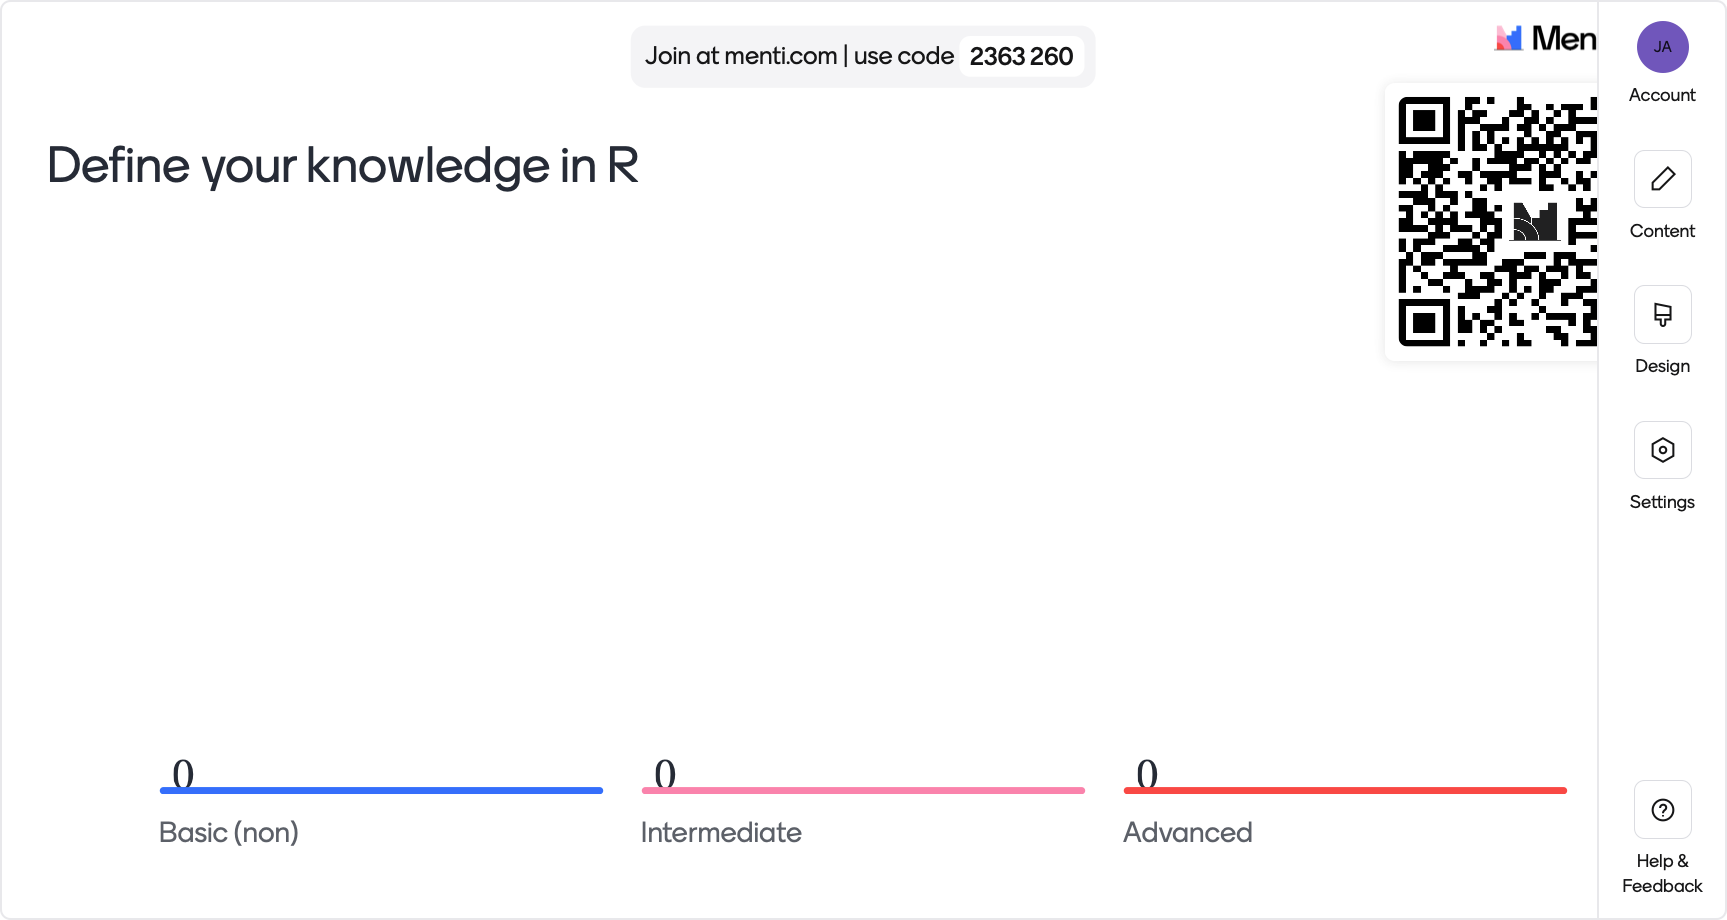 Join at menti.com | use code 2363 260
Men
JA
Account
Define your knowledge in R
Content
Design
Settings
0
0
0
Basic (non)
Intermediate
Advanced
?
Help &
Feedback